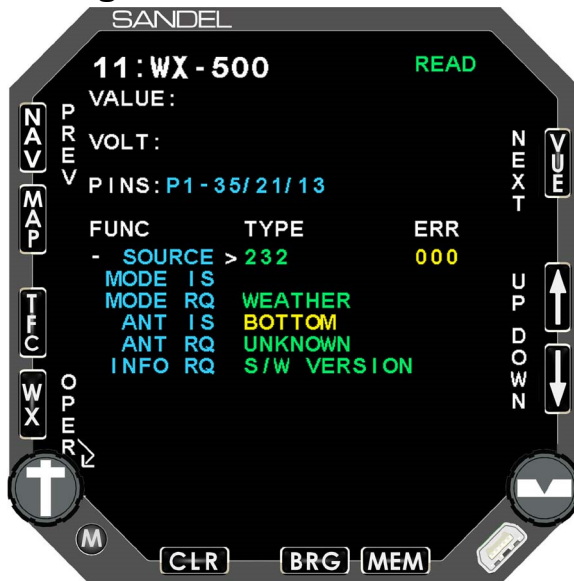 SANDEL
11:WX-500 READ
VALUE:
VOLT:
PINS:P1-35/21/13
FUNC TYPE ERR
- SOURCE > 232 000
MODE IS
MODE RQ WEATHER
ANT IS BOTTOM
ANT RQ UNKNOWN
INFO RQ S/W VERSION
NAV
PREV
MAP
TFC
WX
OPER
NEXT
VUE
UP DOWN
M
CLR BRG MEM